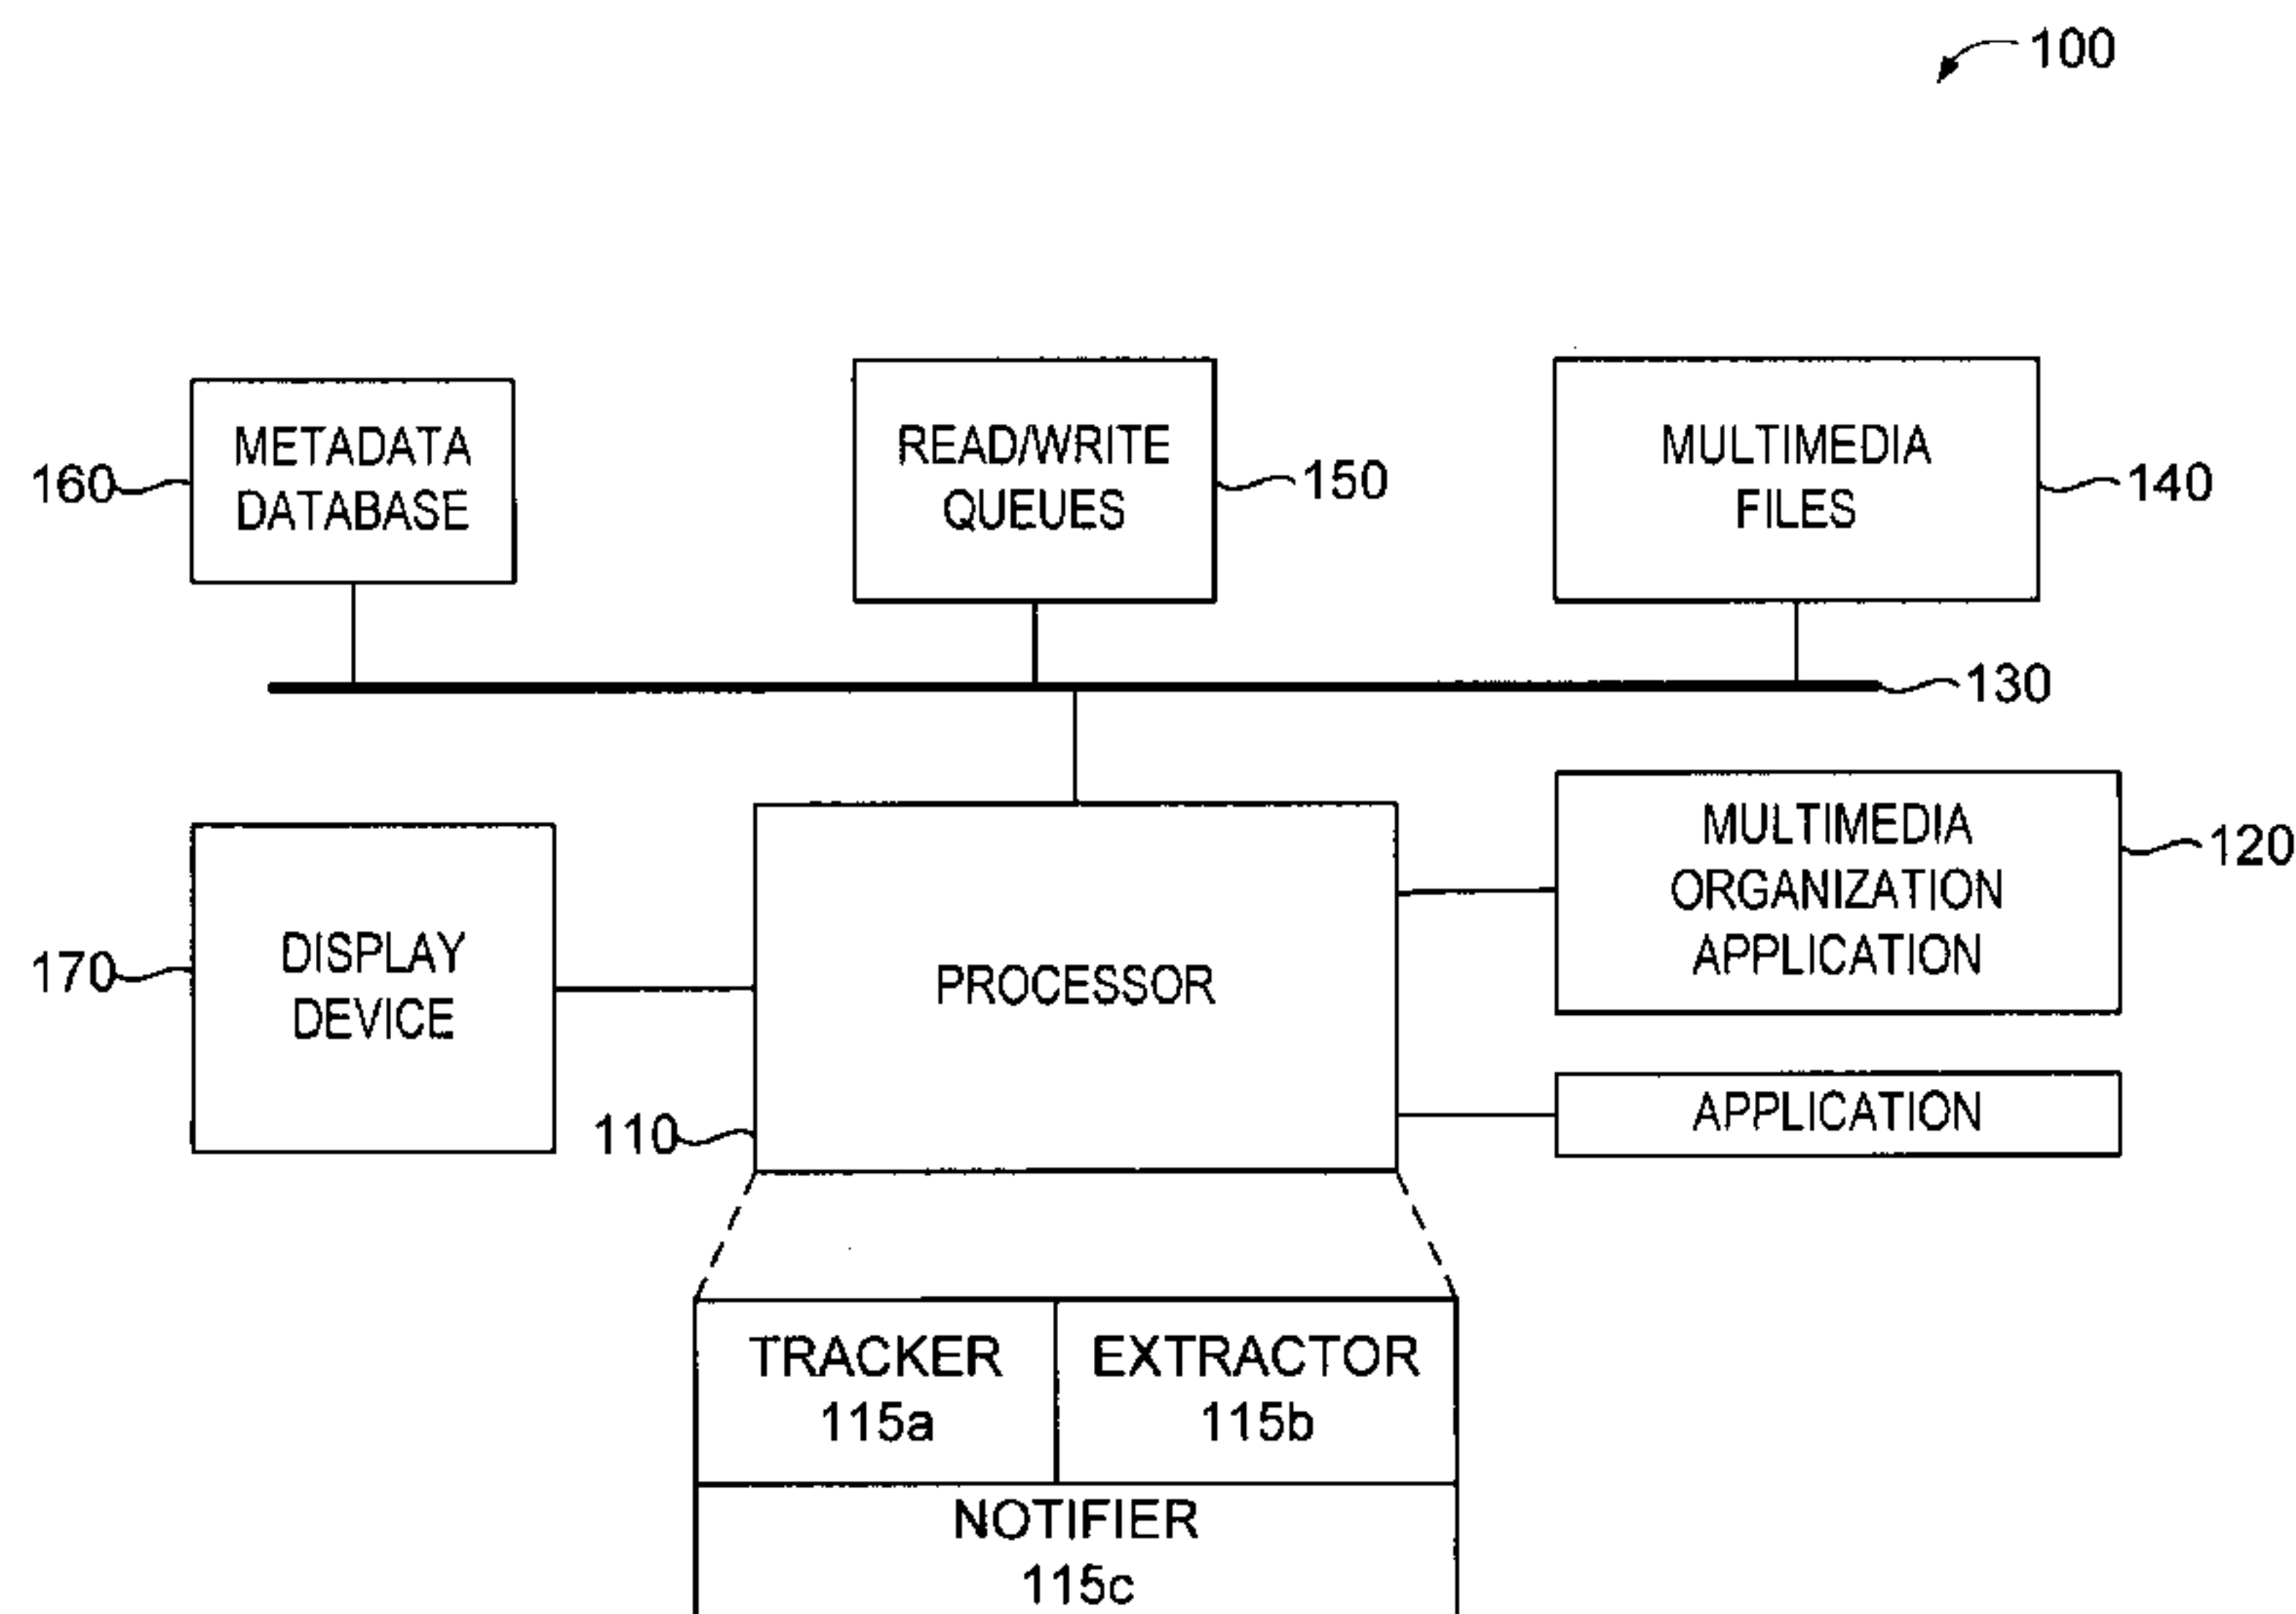 100
METADATA
DATABASE
160
READ/WRITE
QUEUES
150
MULTIMEDIA
FILES
140
130
MULTIMEDIA
ORGANIZATION
APPLICATION
120
DISPLAY
DEVICE
170
PROCESSOR
110
APPLICATION
TRACKER
115a
EXTRACTOR
115b
NOTIFIER
115c